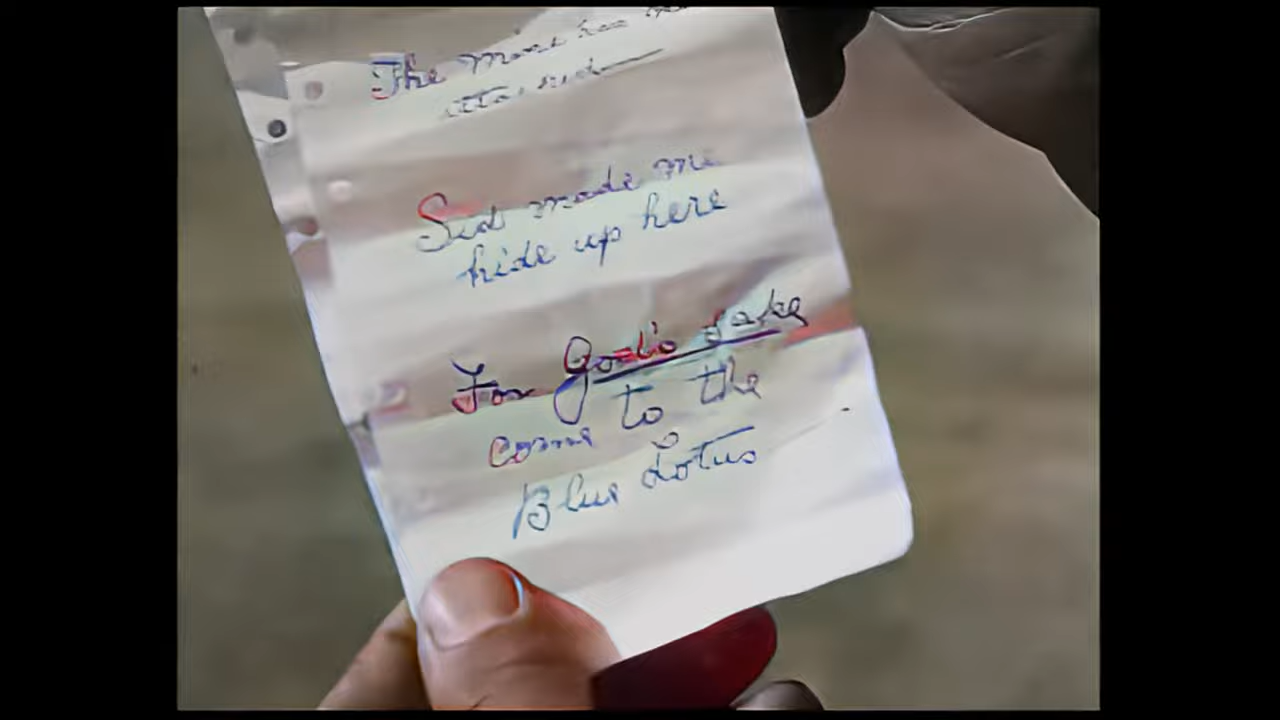 The
Sid made me
hide up here
For God's sake
come to the
Blue Lotus